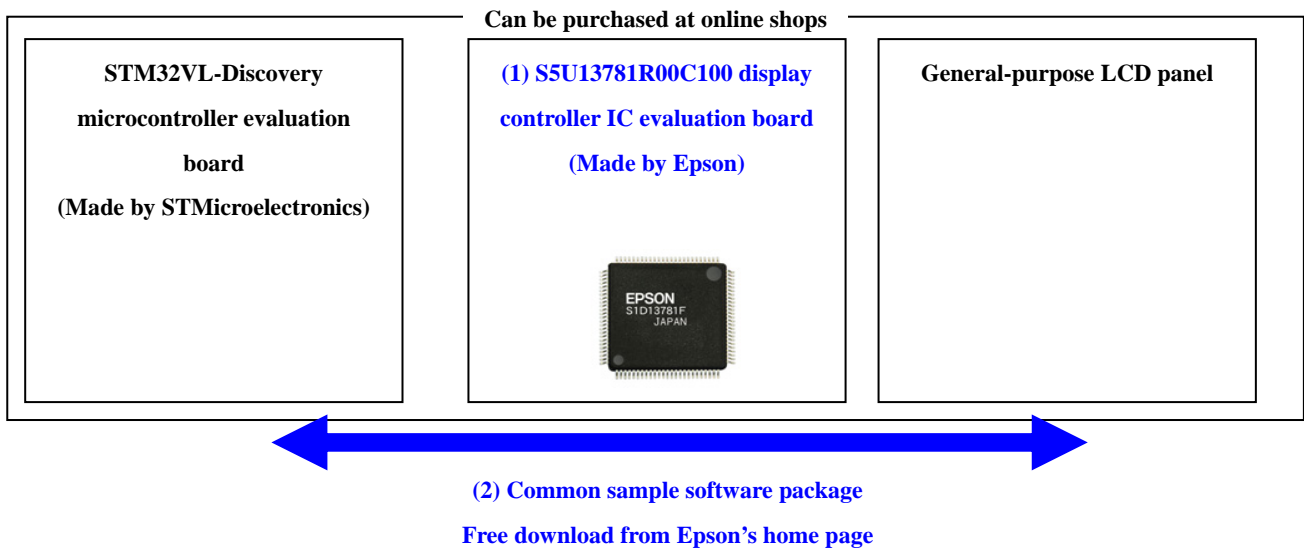 Can be purchased at online shops
STM32VL-Discovery
microcontroller evaluation
board
(Made by STMicroelectronics)
(1) S5U13781R00C100 display
controller IC evaluation board
(Made by Epson)
EPSON
S1D13781F
JAPAN
General-purpose LCD panel
(2) Common sample software package
Free download from Epson's home page